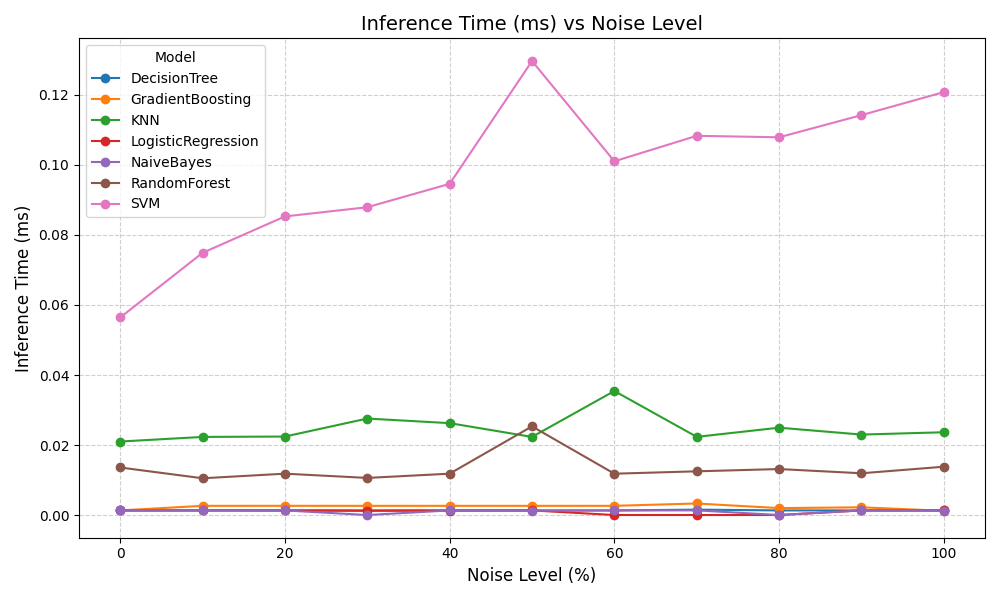 Inference Time (ms) vs Noise Level
Model
DecisionTree
GradientBoosting
KNN
LogisticRegression
NaiveBayes
RandomForest
SVM
Inference Time (ms)
0.12
0.10
0.08
0.06
0.04
0.02
0.00
0 20 40 60 80 100
Noise Level (%)